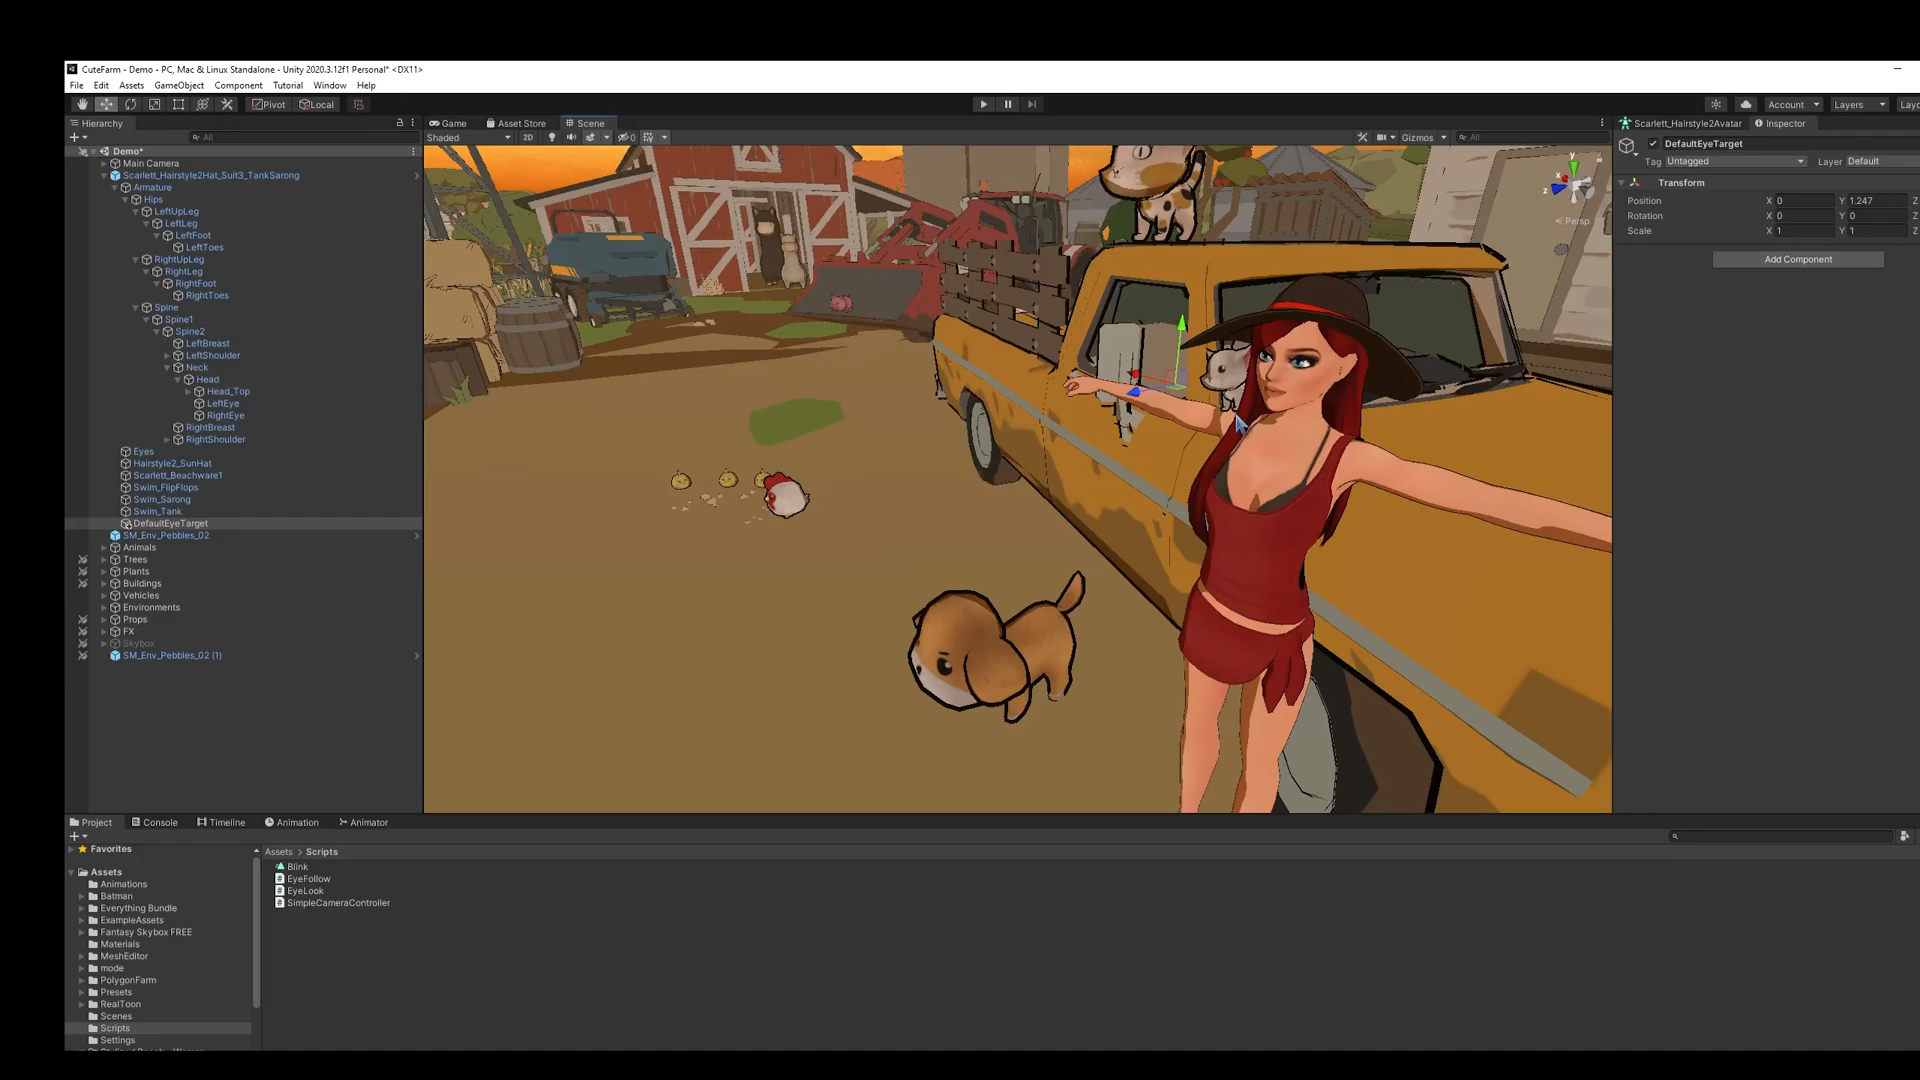 CuteFarm - Demo - PC, Mac & Linux Standalone - Unity 2020.3.12f1 Personal* <DX11>
File Edit Assets GameObject Component Tutorial Window Help
Pivot Local Account Layers Layo
Hierarchy
All
Demo*
Main Camera
Scarlett_Hairstyle2Hat_Suit3_TankSarong
Armature
Hips
LeftUpLeg
LeftLeg
LeftFoot
LeftToes
RightUpLeg
RightLeg
RightFoot
RightToes
Spine
Spine1
Spine2
LeftBreast
LeftShoulder
Neck
Head
Head_Top
LeftEye
RightEye
RightBreast
RightShoulder
Eyes
Hairstyle2_SunHat
Scarlett_Beachware1
Swim_FlipFlops
Swim_Sarong
Swim_Tank
DefaultEyeTarget
SM_Env_Pebbles_02
Animals
Trees
Plants
Buildings
Vehicles
Environments
Props
FX
Skybox
SM_Env_Pebbles_02 (1)
Game Asset Store Scene
Shaded 2D 0 Gizmos All
y
x
z
Persp
Scarlett_Hairstyle2Avatar Inspector
DefaultEyeTarget
Tag Untagged Layer Default
Transform
Position X 0 Y 1.247 Z
Rotation X 0 Y 0 Z
Scale X 1 Y 1 Z
Add Component
Project Console Timeline Animation Animator
Favorites
Assets
Animations
Batman
Everything Bundle
ExampleAssets
Fantasy Skybox FREE
Materials
MeshEditor
mode
PolygonFarm
Presets
RealToon
Scenes
Scripts
Settings
Assets > Scripts
Blink
EyeFollow
EyeLook
SimpleCameraController